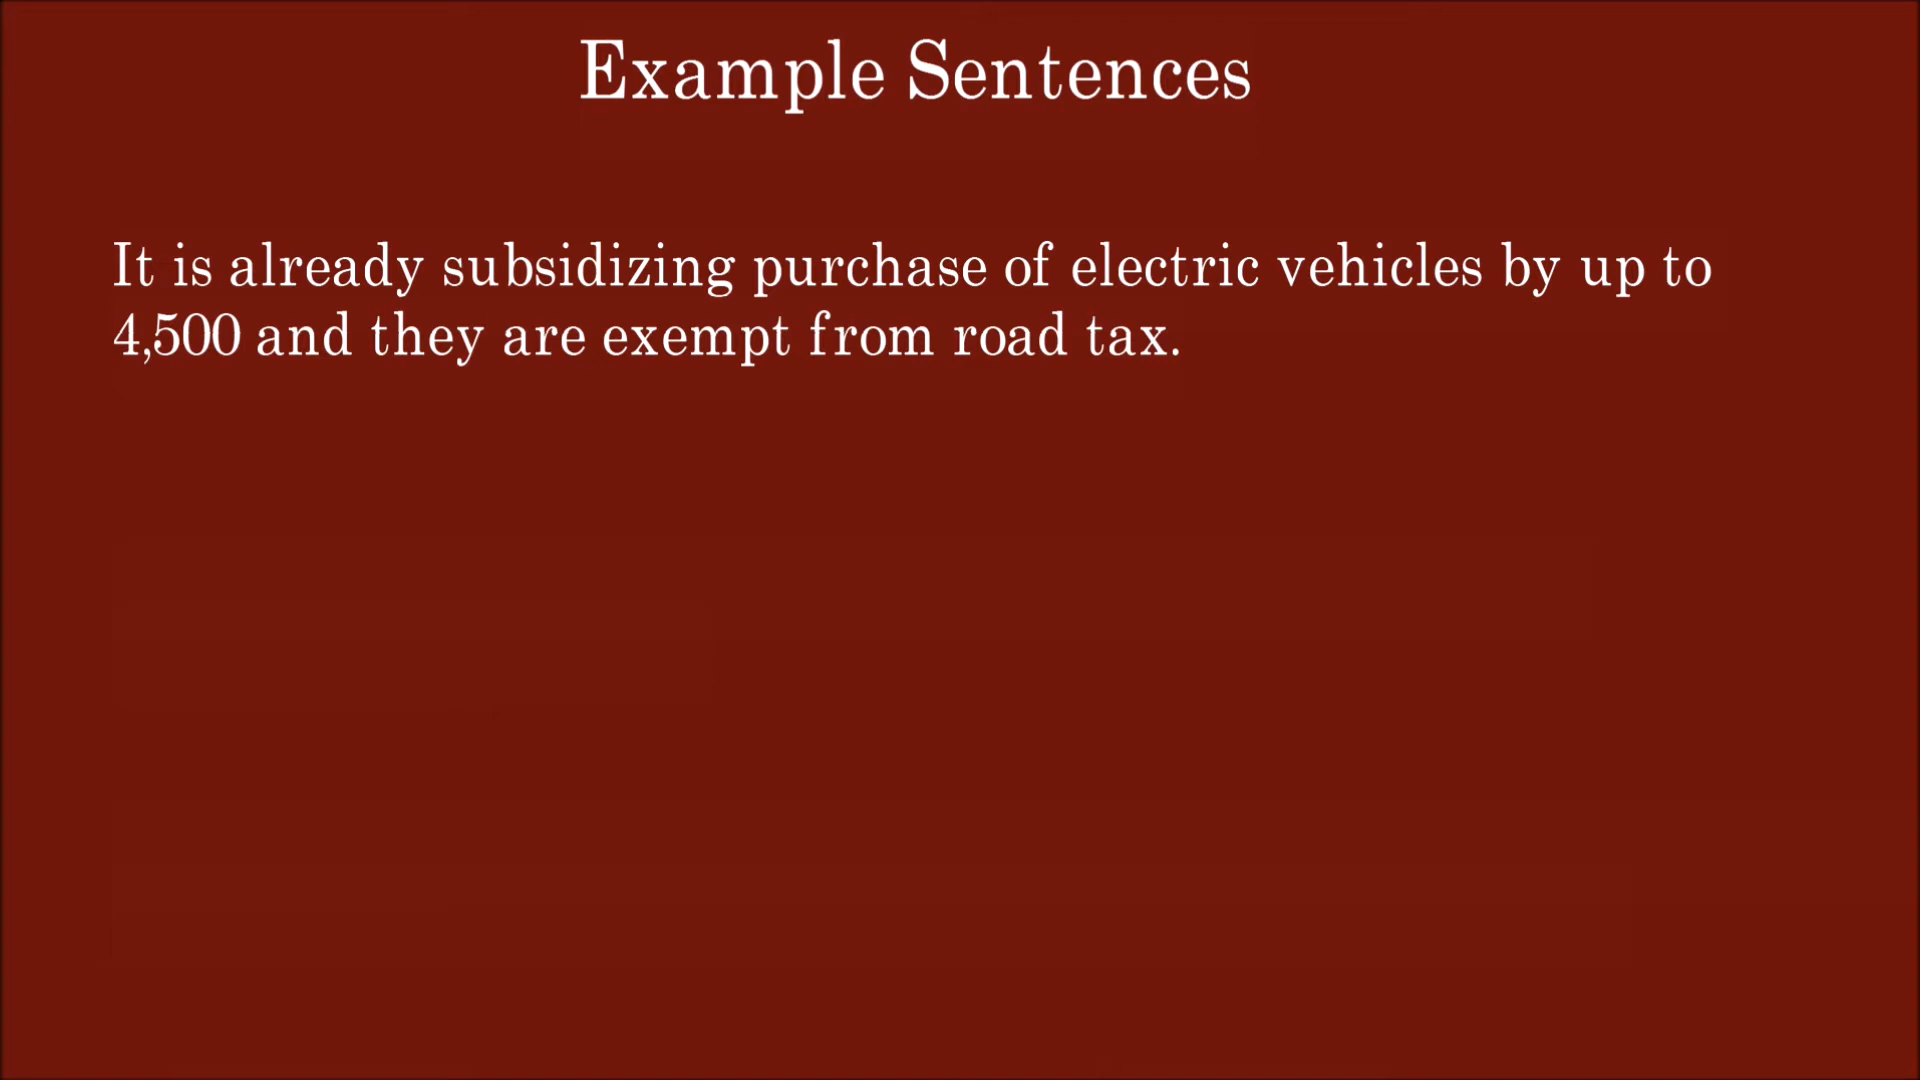 Example Sentences
It is already subsidizing purchase of electric vehicles by up to
4,500 and they are exempt from road tax.